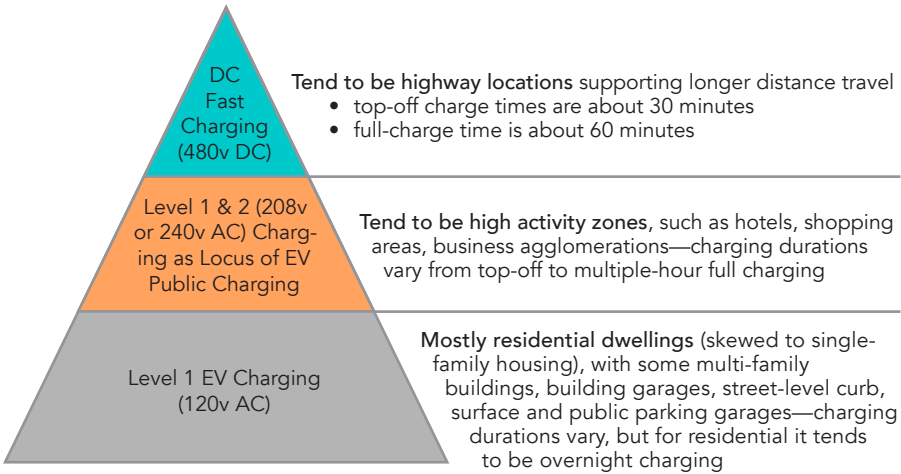 DC
Fast
Charging
(480v DC)
Tend to be highway locations supporting longer distance travel
• top-off charge times are about 30 minutes
• full-charge time is about 60 minutes
Level 1 & 2 (208v
or 240v AC) Charg-
ing as Locus of EV
Public Charging
Tend to be high activity zones, such as hotels, shopping
areas, business agglomerations—charging durations
vary from top-off to multiple-hour full charging
Level 1 EV Charging
(120v AC)
Mostly residential dwellings (skewed to single-
family housing), with some multi-family
buildings, building garages, street-level curb,
surface and public parking garages—charging
durations vary, but for residential it tends
to be overnight charging